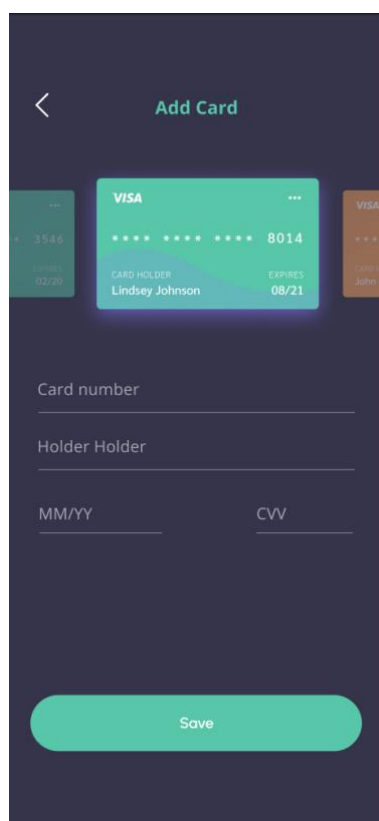 Add Card
VISA
...
**** **** **** 8014
CARD HOLDER EXPIRES
Lindsey Johnson 08/21
...
3546
EXPIRES
02/20
VISA
John
Card number
Holder Holder
MM/YY CVV
Save